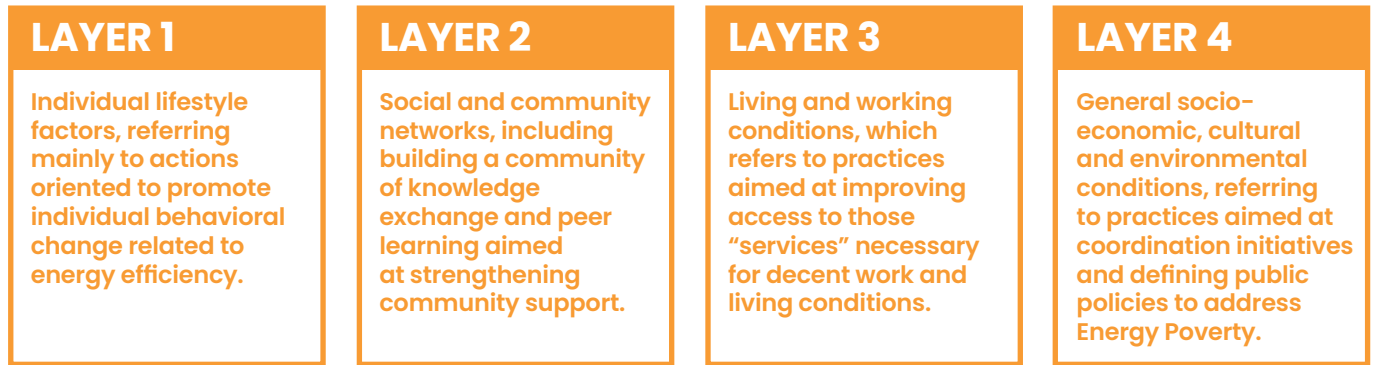 LAYER 1
Individual lifestyle
factors, referring
mainly to actions
oriented to promote
individual behavioral
change related to
energy efficiency.
LAYER 2
Social and community
networks, including
building a community
of knowledge
exchange and peer
learning aimed
at strengthening
community support.
LAYER 3
Living and working
conditions, which
refers to practices
aimed at improving
access to those
“services” necessary
for decent work and
living conditions.
LAYER 4
General socio-
economic, cultural
and environmental
conditions, referring
to practices aimed at
coordination initiatives
and defining public
policies to address
Energy Poverty.